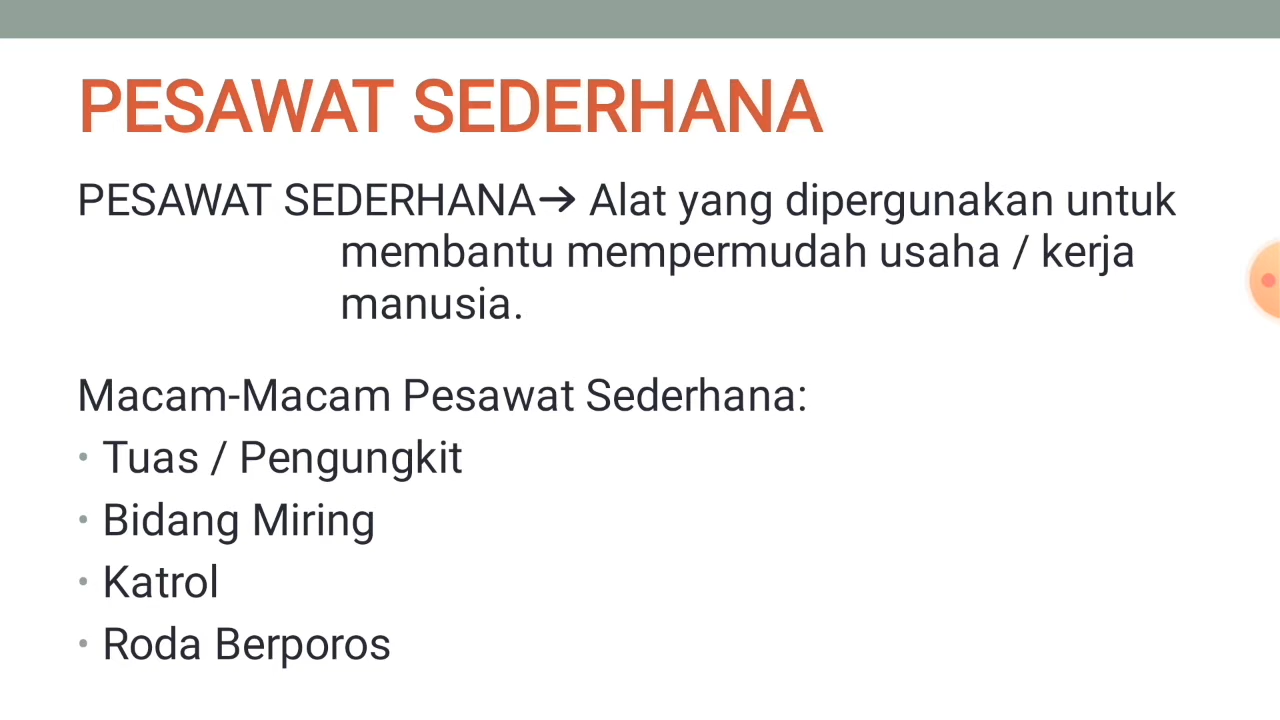 PESAWAT SEDERHANA
PESAWAT SEDERHANA→ Alat yang dipergunakan untuk
membantu mempermudah usaha / kerja
manusia.
Macam-Macam Pesawat Sederhana:
• Tuas / Pengungkit
• Bidang Miring
• Katrol
• Roda Berporos